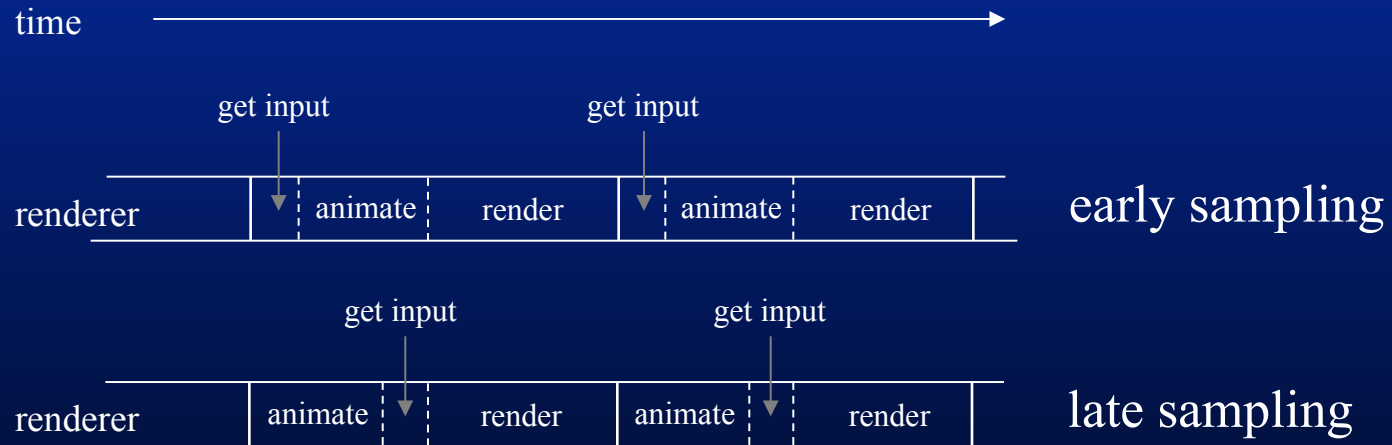 time
get input get input
renderer animate render animate render early sampling
get input get input
renderer animate render animate render late sampling